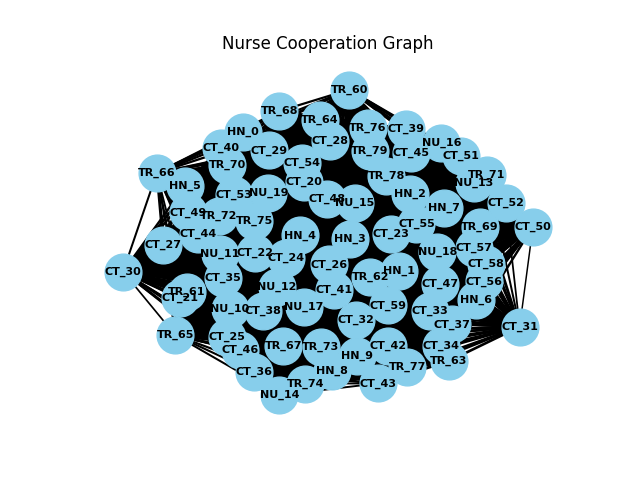 Nurse Cooperation Graph
TR_60
TR_68
TR_64
HN_0
TR_76
CT_39
CT_28
NU_16
CT_40
CT_29
TR_79
CT_45
CT_51
CT_54
TR_70
TR_66
TR_78
TR_71
HN_5
CT_20
NU_13
CT_53
NU_19
HN_2
CT_48
NU_15
CT_52
HN_7
CT_49
TR_72
TR_75
CT_55
TR_69
CT_50
CT_44
HN_4
HN_3
CT_23
CT_27
CT_57
NU_11
CT_22
NU_18
CT_24
CT_26
CT_58
CT_30
HN_1
CT_35
TR_62
CT_56
CT_47
NU_12
CT_41
TR_61
CT_21
HN_6
NU_10
CT_38
NU_17
CT_59
CT_33
CT_32
CT_37
CT_31
TR_65
CT_25
CT_46
TR_67
TR_73
CT_42
CT_34
HN_9
TR_63
TR_77
CT_36
HN_8
TR_74
CT_43
NU_14